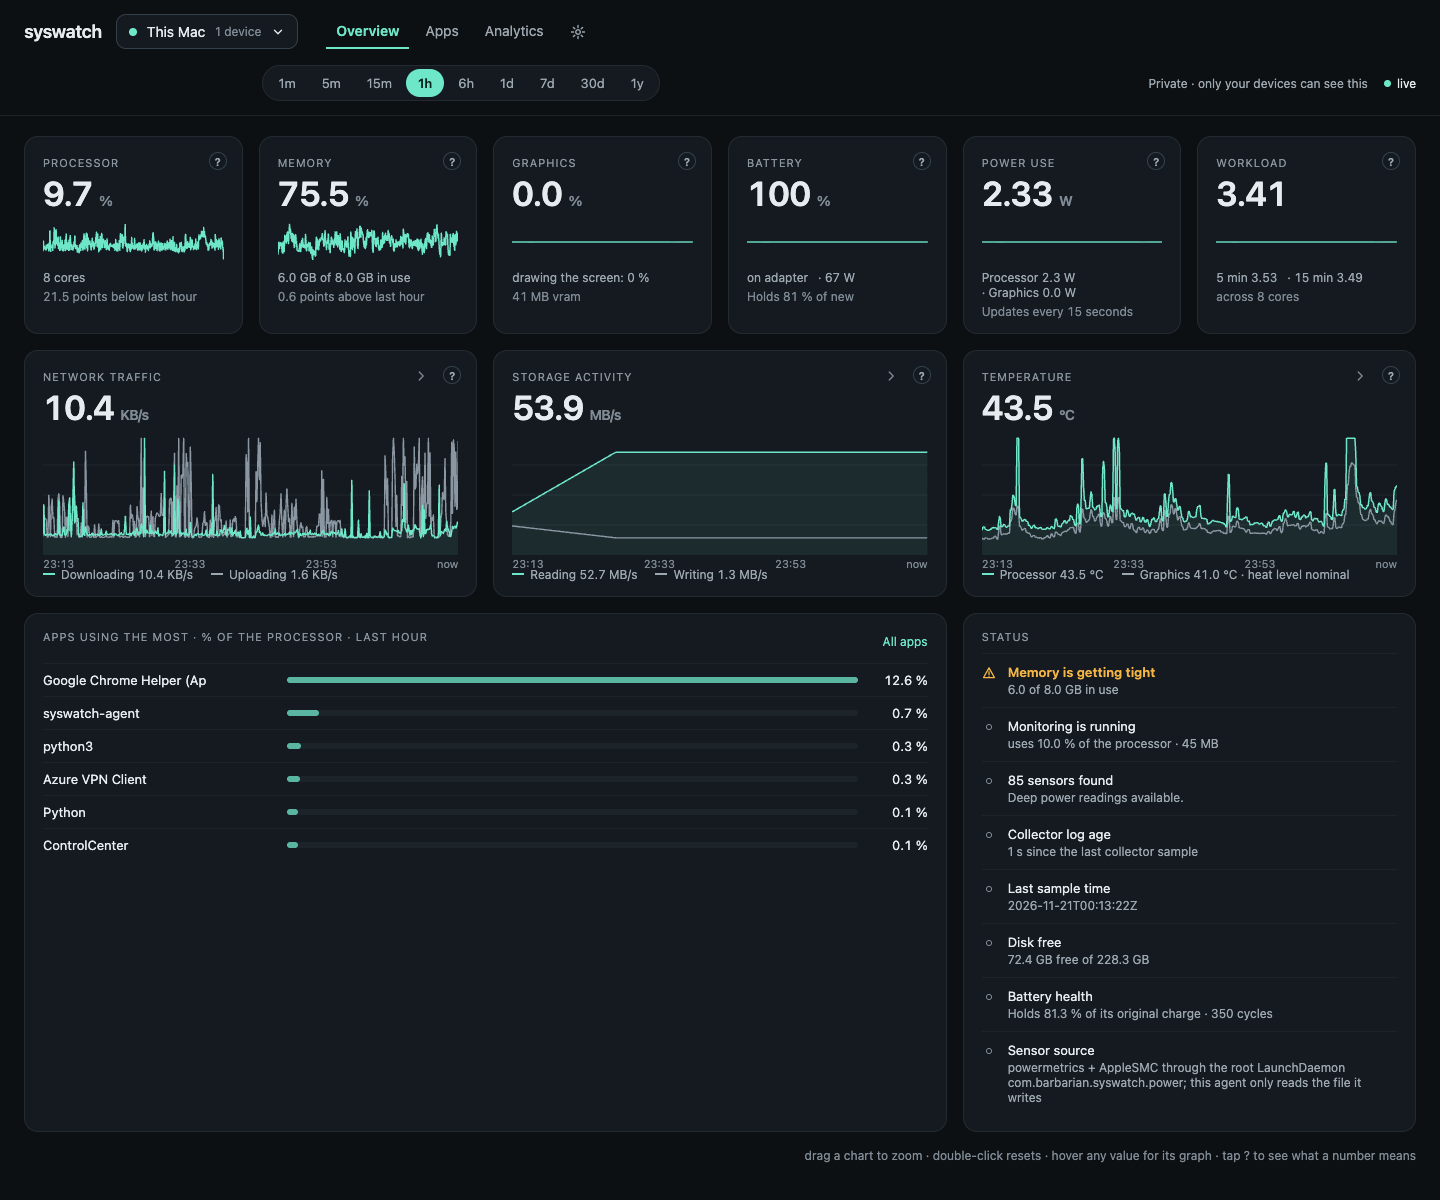 syswatch
This Mac 1 device
Overview
Apps
Analytics
1m 5m 15m 1h 6h 1d 7d 30d 1y
Private · only your devices can see this
live
PROCESSOR ?
9.7 %
8 cores
21.5 points below last hour
MEMORY ?
75.5 %
6.0 GB of 8.0 GB in use
0.6 points above last hour
GRAPHICS ?
0.0 %
drawing the screen: 0 %
41 MB vram
BATTERY ?
100 %
on adapter · 67 W
Holds 81 % of new
POWER USE ?
2.33 W
Processor 2.3 W
· Graphics 0.0 W
Updates every 15 seconds
WORKLOAD ?
3.41
5 min 3.53 · 15 min 3.49
across 8 cores
NETWORK TRAFFIC ?
10.4 KB/s
23:13 23:33 23:53 now
Downloading 10.4 KB/s Uploading 1.6 KB/s
STORAGE ACTIVITY ?
53.9 MB/s
23:13 23:33 23:53 now
Reading 52.7 MB/s Writing 1.3 MB/s
TEMPERATURE ?
43.5 °C
23:13 23:33 23:53 now
Processor 43.5 °C Graphics 41.0 °C · heat level nominal
APPS USING THE MOST · % OF THE PROCESSOR · LAST HOUR
All apps
Google Chrome Helper (Ap 12.6 %
syswatch-agent 0.7 %
python3 0.3 %
Azure VPN Client 0.3 %
Python 0.1 %
ControlCenter 0.1 %
STATUS
Memory is getting tight
6.0 of 8.0 GB in use
Monitoring is running
uses 10.0 % of the processor · 45 MB
85 sensors found
Deep power readings available.
Collector log age
1 s since the last collector sample
Last sample time
2026-11-21T00:13:22Z
Disk free
72.4 GB free of 228.3 GB
Battery health
Holds 81.3 % of its original charge · 350 cycles
Sensor source
powermetrics + AppleSMC through the root LaunchDaemon
com.barbarian.syswatch.power; this agent only reads the file it
writes
drag a chart to zoom · double-click resets · hover any value for its graph · tap ? to see what a number means